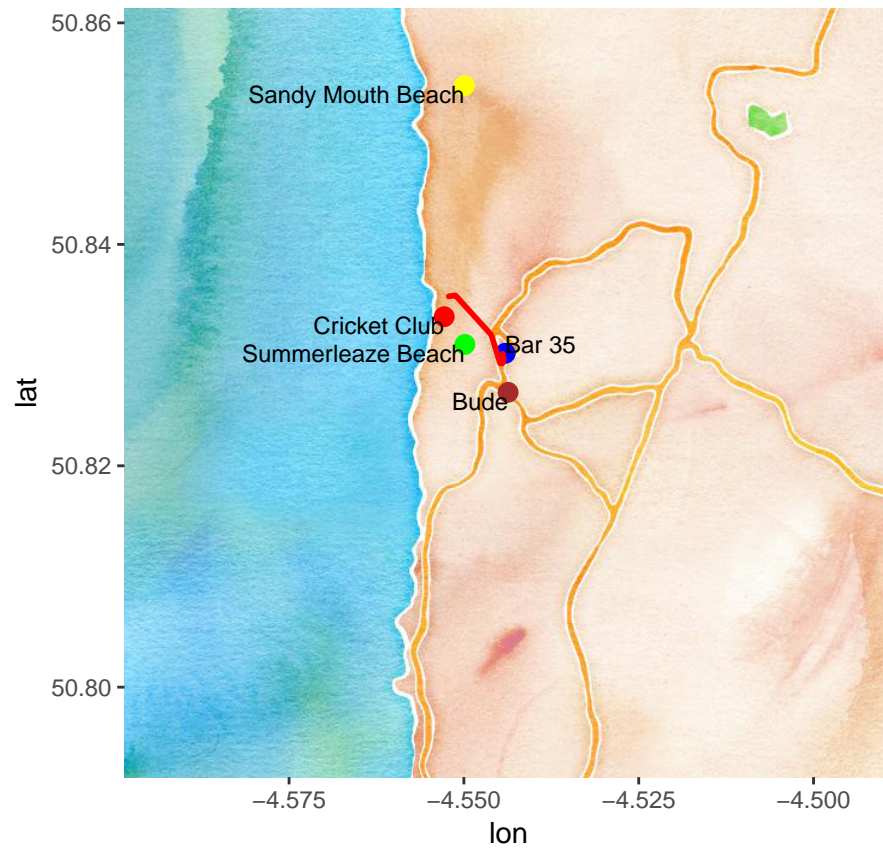 50.86
Sandy Mouth Beach
50.84
Cricket Club
Bar 35
Summerleaze Beach
lat
Bude
50.82
50.80
−4.575
−4.550
−4.525
−4.500
lon